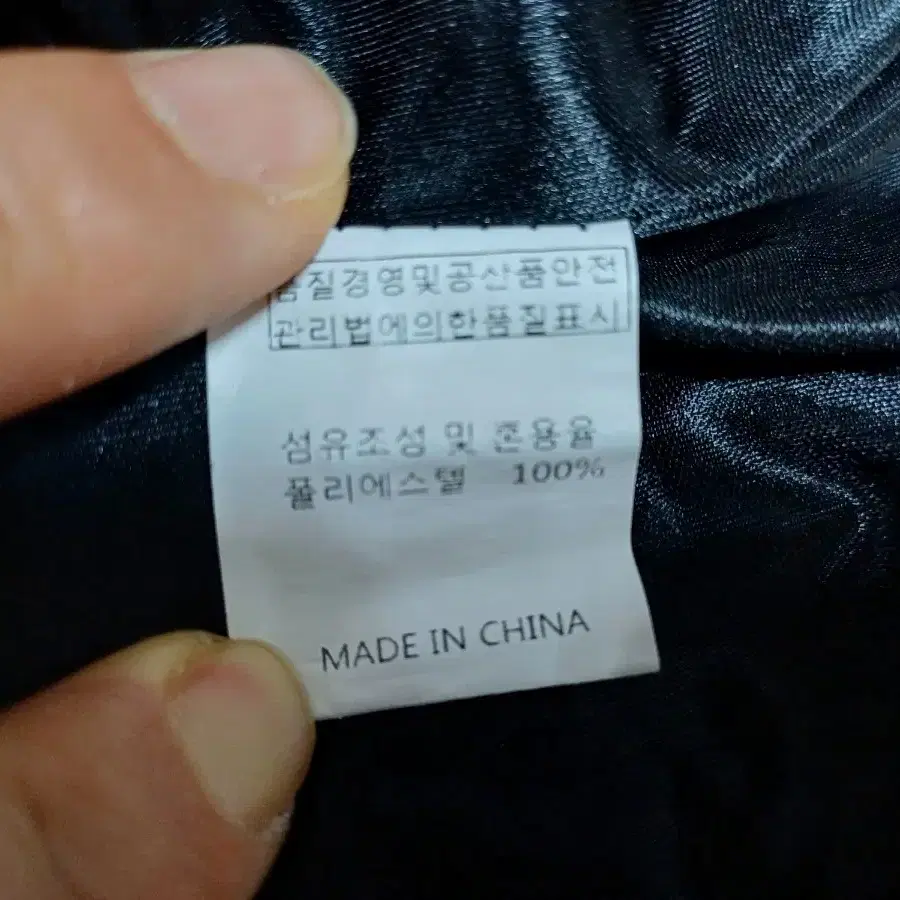 품질경영및공산품안전
관리법에의한품질표시
섬유조성 및 혼용율
폴리에스텔 100%
MADE IN CHINA